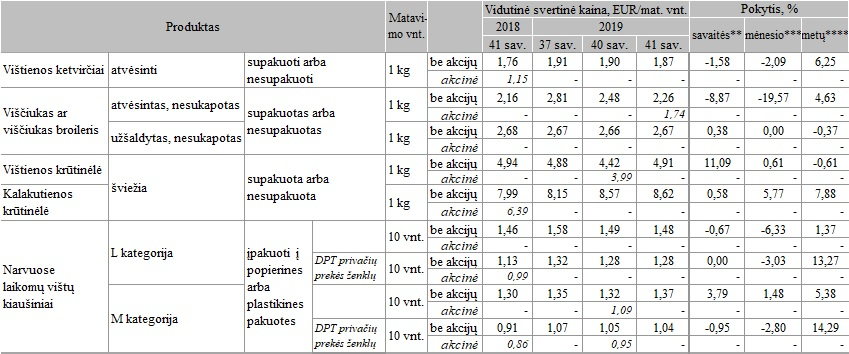 Produktas Matavimo vnt. Vidutinė svertinė kaina, EUR/mat. vnt. Pokytis, %
2018 2019 savaitės** mėnesio*** metų****
41 sav. 37 sav. 40 sav. 41 sav.
Vištienos ketvirčiai atvėsinti supakuoti arba nesupakuoti 1 kg be akcijų 1,76 1,91 1,90 1,87 -1,58 -2,09 6,25
akcinė 1,15 - - - - - -
Viščiukas ar viščiukas broileris atvėsintas, nesukapotas supakuotas arba nesupakuotas 1 kg be akcijų 2,16 2,81 2,48 2,26 -8,87 -19,57 4,63
akcinė - - - 1,74 - - -
užšaldytas, nesukapotas 1 kg be akcijų 2,68 2,67 2,66 2,67 0,38 0,00 -0,37
akcinė - - - - - - -
Vištienos krūtinėlė šviežia supakuota arba nesupakuota 1 kg be akcijų 4,94 4,88 4,42 4,91 11,09 0,61 -0,61
akcinė - - 3,99 - - - -
Kalakutienos krūtinėlė 1 kg be akcijų 7,99 8,15 8,57 8,62 0,58 5,77 7,88
akcinė 6,39 - - - - - -
Narvuose laikomų vištų kiaušiniai L kategorija įpakuoti į popierines arba plastikines pakuotes 10 vnt. be akcijų 1,46 1,58 1,49 1,48 -0,67 -6,33 1,37
akcinė - - - - - - -
DPT privačių prekės ženklų 10 vnt. be akcijų 1,13 1,32 1,28 1,28 0,00 -3,03 13,27
akcinė 0,99 - - - - - -
M kategorija 10 vnt. be akcijų 1,30 1,35 1,32 1,37 3,79 1,48 5,38
akcinė - - 1,09 - - - -
DPT privačių prekės ženklų 10 vnt. be akcijų 0,91 1,07 1,05 1,04 -0,95 -2,80 14,29
akcinė 0,86 - 0,95 - - - -